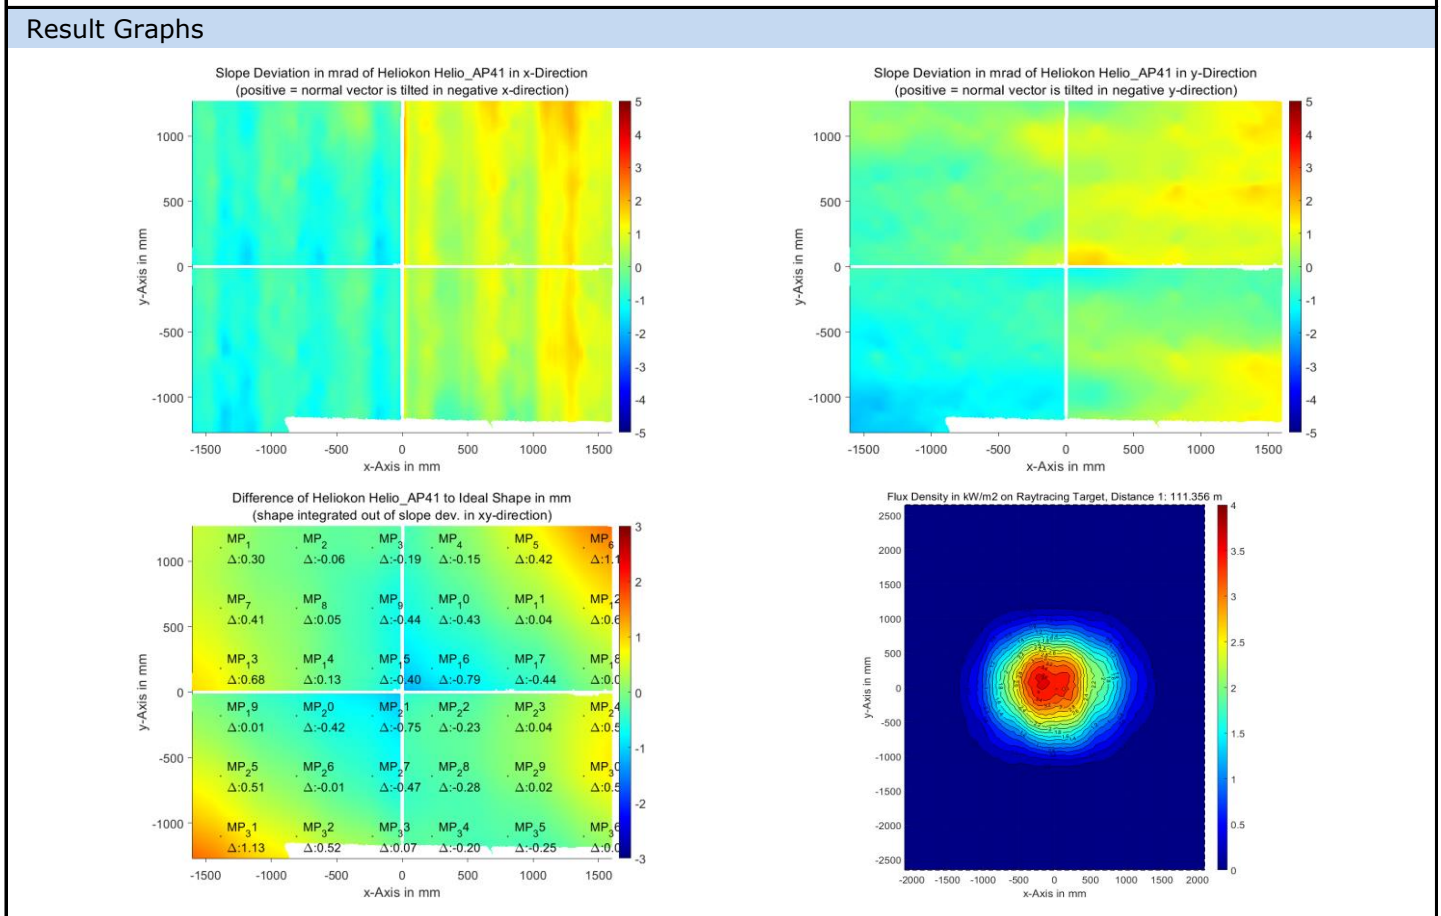 Result Graphs
Slope Deviation in mrad of Heliokon Helio_AP41 in x-Direction
(positive = normal vector is tilted in negative x-direction)
5
4
3
2
1
0
-1
-2
-3
-4
-5
1000
500
0
-500
-1000
y-Axis in mm
-1500 -1000 -500 0 500 1000 1500
x-Axis in mm
Slope Deviation in mrad of Heliokon Helio_AP41 in y-Direction
(positive = normal vector is tilted in negative y-direction)
5
4
3
2
1
0
-1
-2
-3
-4
-5
1000
500
0
-500
-1000
y-Axis in mm
-1500 -1000 -500 0 500 1000 1500
x-Axis in mm
Difference of Heliokon Helio_AP41 to Ideal Shape in mm
(shape integrated out of slope dev. in xy-direction)
MP1 MP2 MP3 MP4 MP5 MP6
Δ:0.30 Δ:-0.06 Δ:-0.19 Δ:-0.15 Δ:0.42 Δ:1.1
MP7 MP8 MP9 MP10 MP11 MP12
Δ:0.41 Δ:0.05 Δ:-0.44 Δ:-0.43 Δ:0.04 Δ:0.6
MP13 MP14 MP15 MP16 MP17 MP18
Δ:0.68 Δ:0.13 Δ:-0.40 Δ:-0.79 Δ:-0.44 Δ:0.0
MP19 MP20 MP21 MP22 MP23 MP24
Δ:0.01 Δ:-0.42 Δ:-0.75 Δ:-0.23 Δ:0.04 Δ:0.5
MP25 MP26 MP27 MP28 MP29 MP30
Δ:0.51 Δ:-0.01 Δ:-0.47 Δ:-0.28 Δ:0.02 Δ:0.5
MP31 MP32 MP33 MP34 MP35 MP36
Δ:1.13 Δ:0.52 Δ:0.07 Δ:-0.20 Δ:-0.25 Δ:0.0
3
2
1
0
-1
-2
-3
1000
500
0
-500
-1000
y-Axis in mm
-1500 -1000 -500 0 500 1000 1500
x-Axis in mm
Flux Density in kW/m2 on Raytracing Target, Distance 1: 111.356 m
4
3.5
3
2.5
2
1.5
1
0.5
0
2500
2000
1500
1000
500
0
-500
-1000
-1500
-2000
-2500
y-Axis in mm
-2000 -1500 -1000 -500 0 500 1000 1500 2000
x-Axis in mm